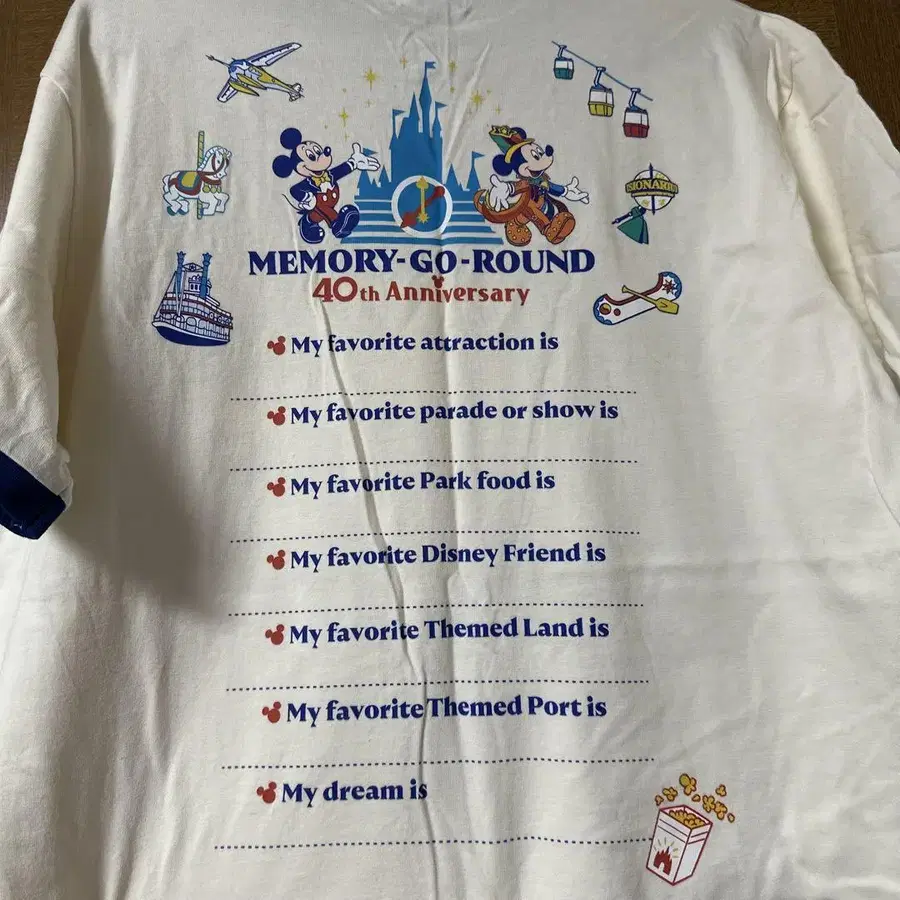 SIONARIU
MEMORY-GO-ROUND
40th Anniversary
My favorite attraction is
My favorite parade or show is
My favorite Park food is
My favorite Disney Friend is
My favorite Themed Land is
My favorite Themed Port is
My dream is